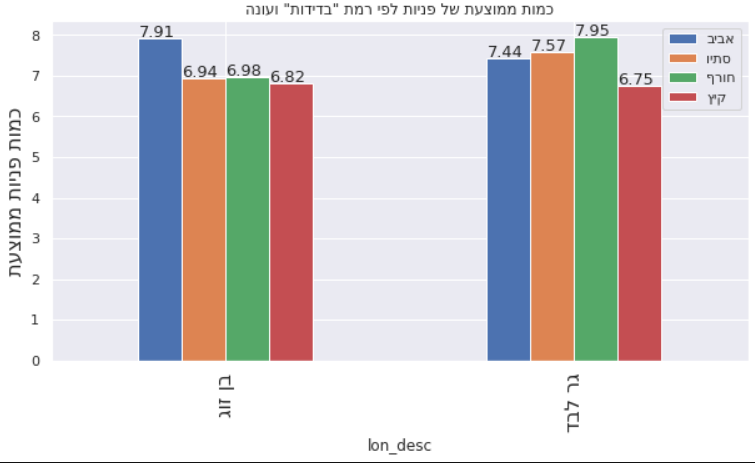 כמות ממוצעת של פניות לפי רמת "בדידות" ועונה
כמות פניות ממוצעת
8
7
6
5
4
3
2
1
0
7.91
6.94
6.98
6.82
7.44
7.57
7.95
6.75
אביב
סתיו
חורף
קיץ
בן זוג
גר לבד
lon_desc